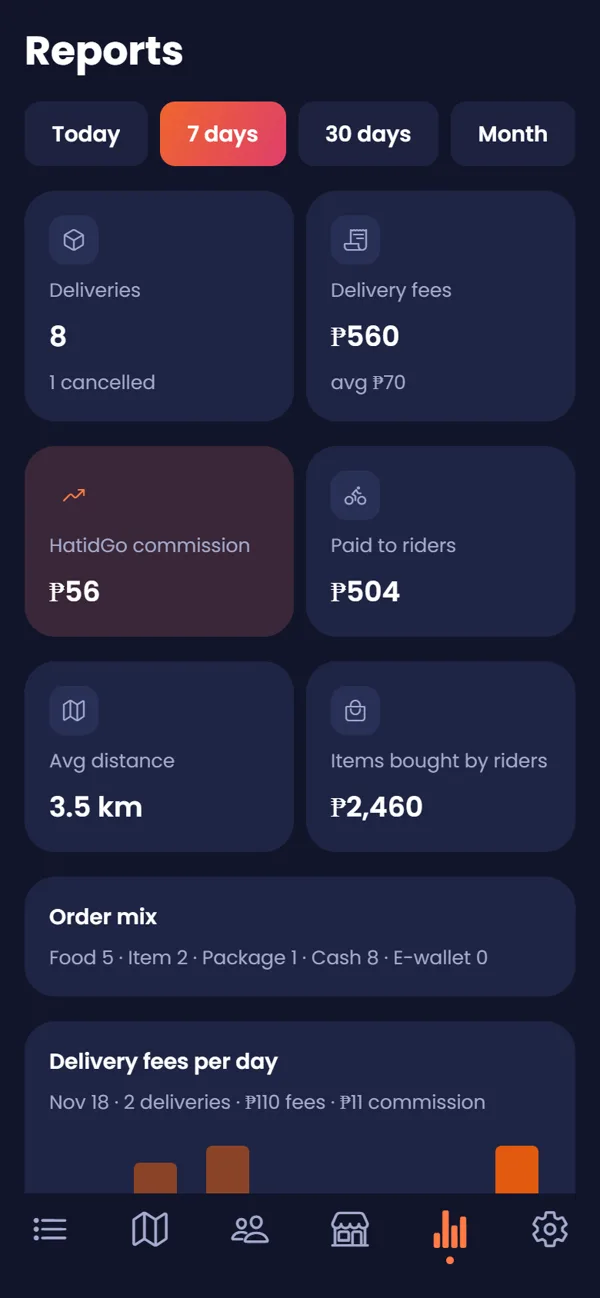 Reports
Today
7 days
30 days
Month
Deliveries
8
1 cancelled
Delivery fees
₱560
avg ₱70
HatidGo commission
₱56
Paid to riders
₱504
Avg distance
3.5 km
Items bought by riders
₱2,460
Order mix
Food 5 · Item 2 · Package 1 · Cash 8 · E-wallet 0
Delivery fees per day
Nov 18 · 2 deliveries · ₱110 fees · ₱11 commission